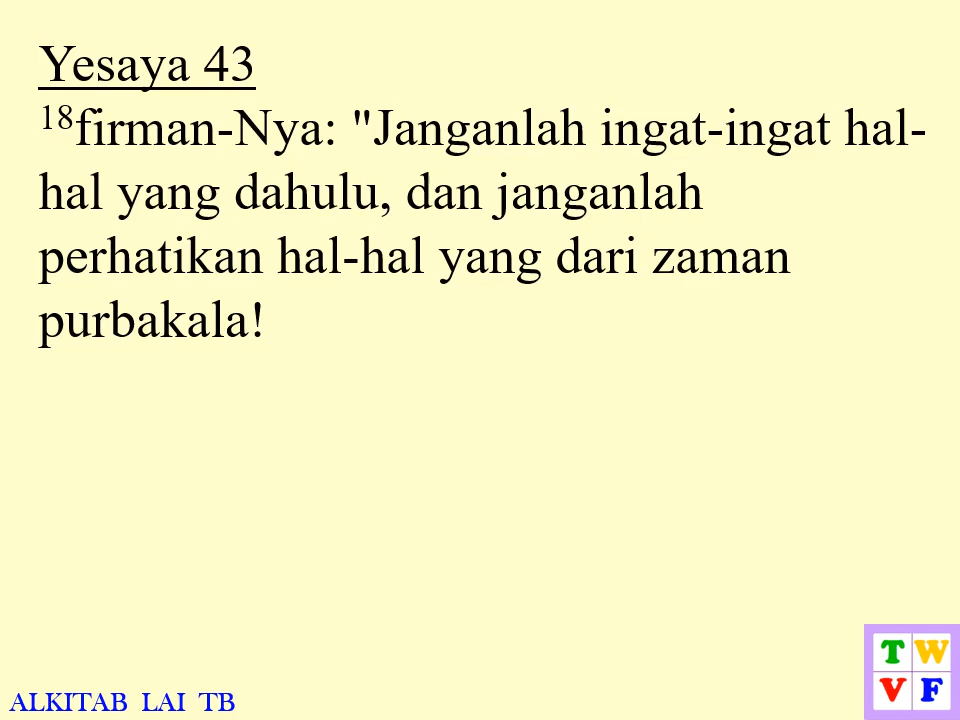 Yesaya 43
18firman-Nya: "Janganlah ingat-ingat hal-
hal yang dahulu, dan janganlah
perhatikan hal-hal yang dari zaman
purbakala!
ALKITAB LAI TB
T W
V F